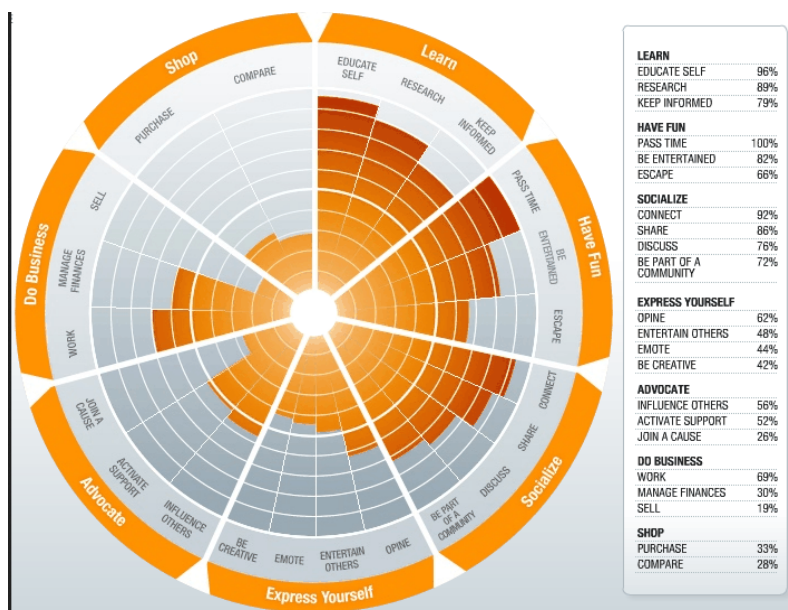 Shop
Learn
COMPARE
PURCHASE
EDUCATE
SELF
RESEARCH
KEEP
INFORMED
Do Business
SELL
MANAGE
FINANCES
WORK
Have Fun
PASS TIME
BE
ENTERTAINED
ESCAPE
Advocate
JOIN A
CAUSE
ACTIVATE
SUPPORT
INFLUENCE
OTHERS
Socialize
CONNECT
SHARE
DISCUSS
BE PART
OF A
COMMUNITY
Express Yourself
BE
CREATIVE
EMOTE
ENTERTAIN
OTHERS
OPINE
LEARN
EDUCATE SELF 96%
RESEARCH 89%
KEEP INFORMED 79%
HAVE FUN
PASS TIME 100%
BE ENTERTAINED 82%
ESCAPE 66%
SOCIALIZE
CONNECT 92%
SHARE 86%
DISCUSS 76%
BE PART OF A 72%
COMMUNITY
EXPRESS YOURSELF
OPINE 62%
ENTERTAIN OTHERS 48%
EMOTE 44%
BE CREATIVE 42%
ADVOCATE
INFLUENCE OTHERS 56%
ACTIVATE SUPPORT 52%
JOIN A CAUSE 26%
DO BUSINESS
WORK 69%
MANAGE FINANCES 30%
SELL 19%
SHOP
PURCHASE 33%
COMPARE 28%